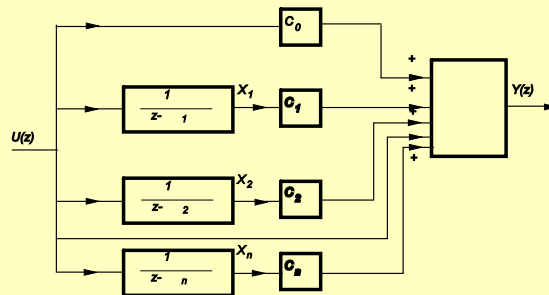 C0
+
+
X1
1
z- 1
C1
+
Y(z)
U(z)
+
X2
1
z- 2
C2
Xn
1
z- n
Cn